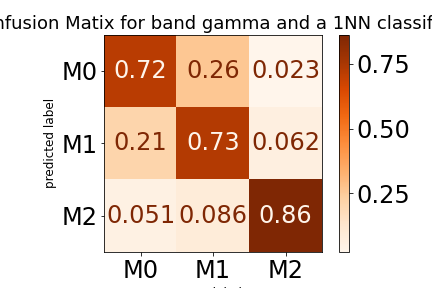 nfusion Matix for band gamma and a 1NN classif
M0 0.72 0.26 0.023
M1 0.21 0.73 0.062
M2 0.051 0.086 0.86
M0 M1 M2
predicted label
0.75
0.50
0.25